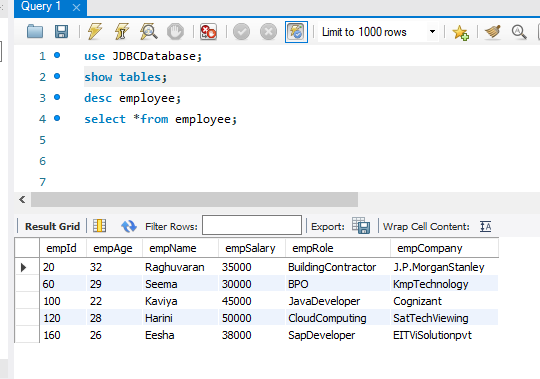 Query 1
Limit to 1000 rows
1 use JDBCDatabase;
2 show tables;
3 desc employee;
4 select *from employee;
5
6
7
Result Grid Filter Rows: Export: Wrap Cell Content:
empId empAge empName empSalary empRole empCompany
20 32 Raghuvaran 35000 BuildingContractor J.P.MorganStanley
60 29 Seema 30000 BPO KmpTechnology
100 22 Kaviya 45000 JavaDeveloper Cognizant
120 28 Harini 50000 CloudComputing SatTechViewing
160 26 Eesha 38000 SapDeveloper EITViSolutionpvt